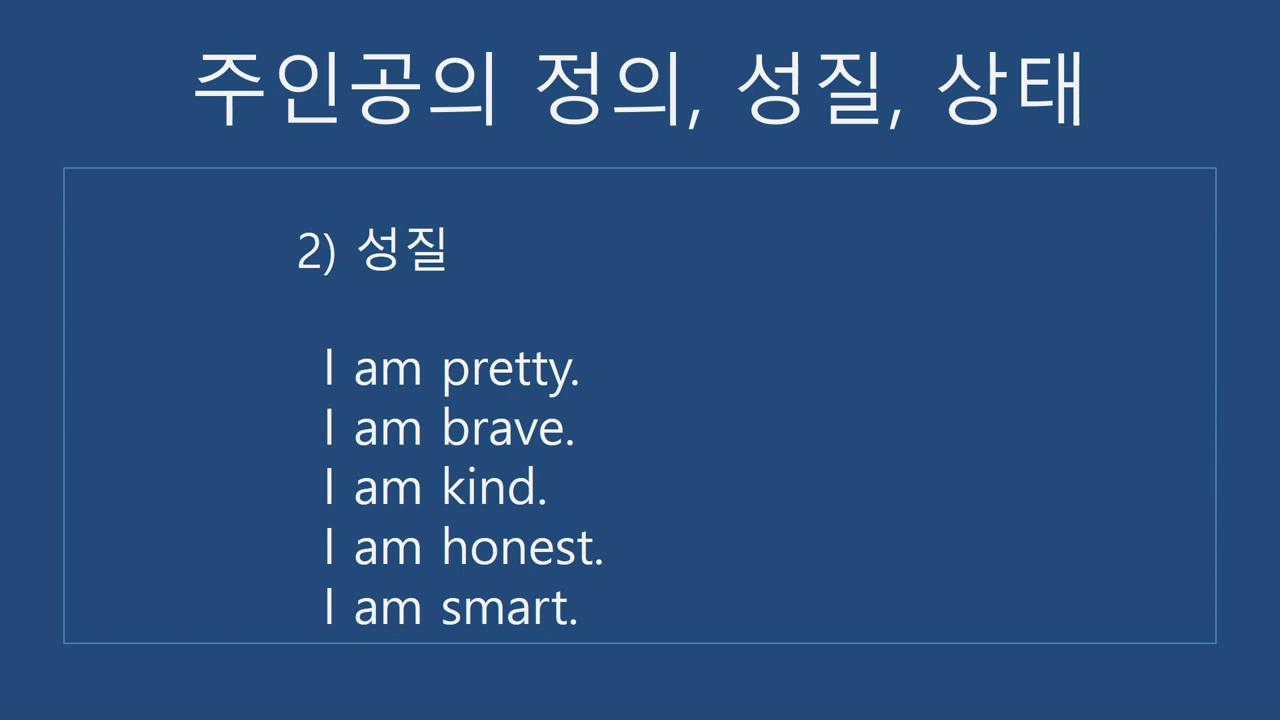 주인공의 정의, 성질, 상태
2) 성질
I am pretty.
I am brave.
I am kind.
I am honest.
I am smart.